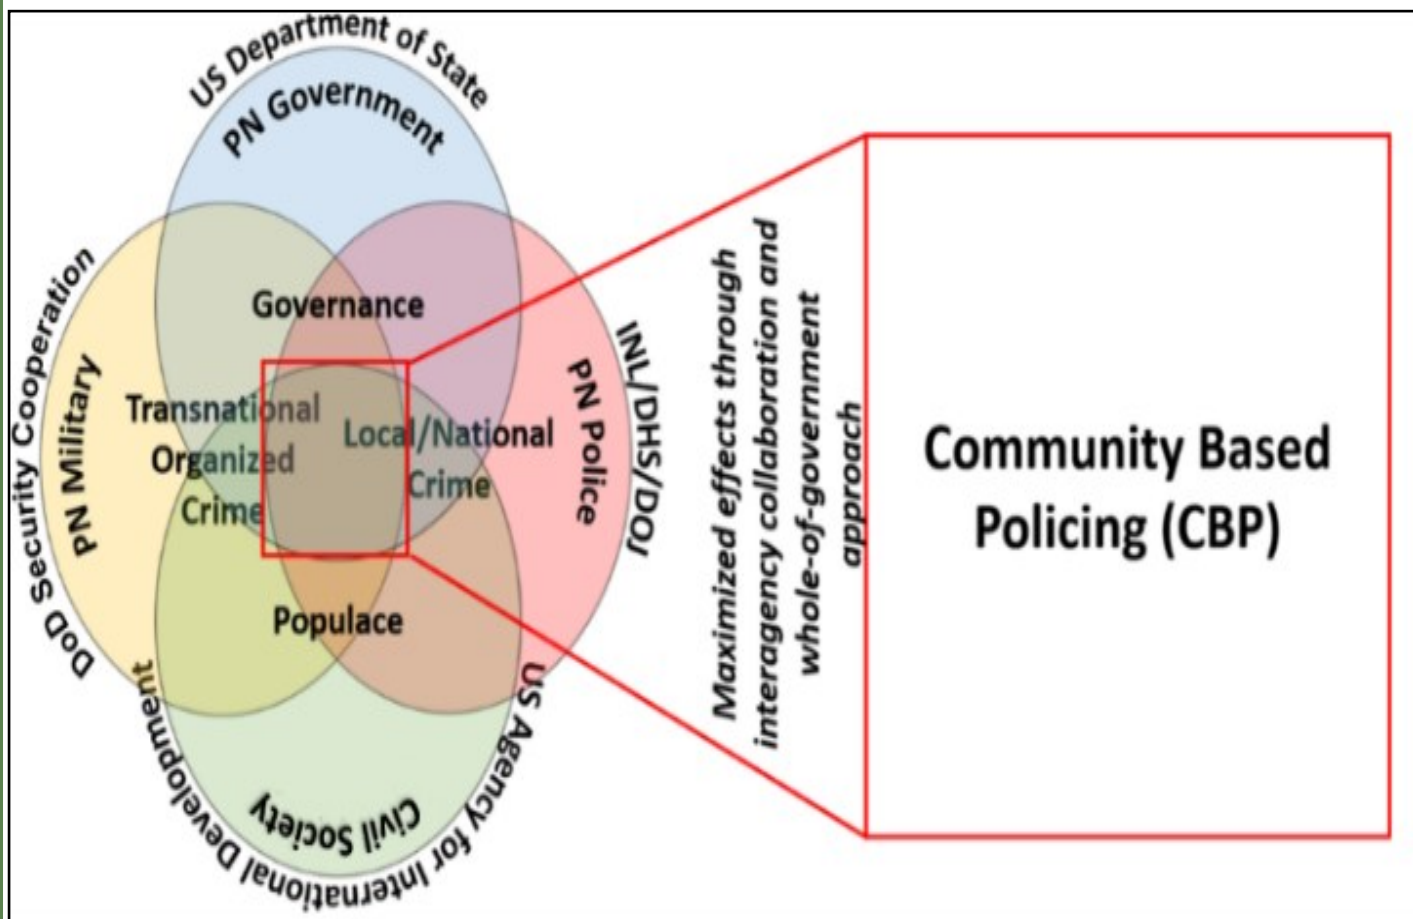 US Department of State
PN Government
DoD Security Cooperation
PN Military
Governance
Transnational
Organized
Crime
Local/National
Crime
PN Police
INL/DHS/DOJ
Populace
Civil Society
US Agency for International Development
Maximized effects through
interagency collaboration and
whole-of-government
approach
Community Based
Policing (CBP)